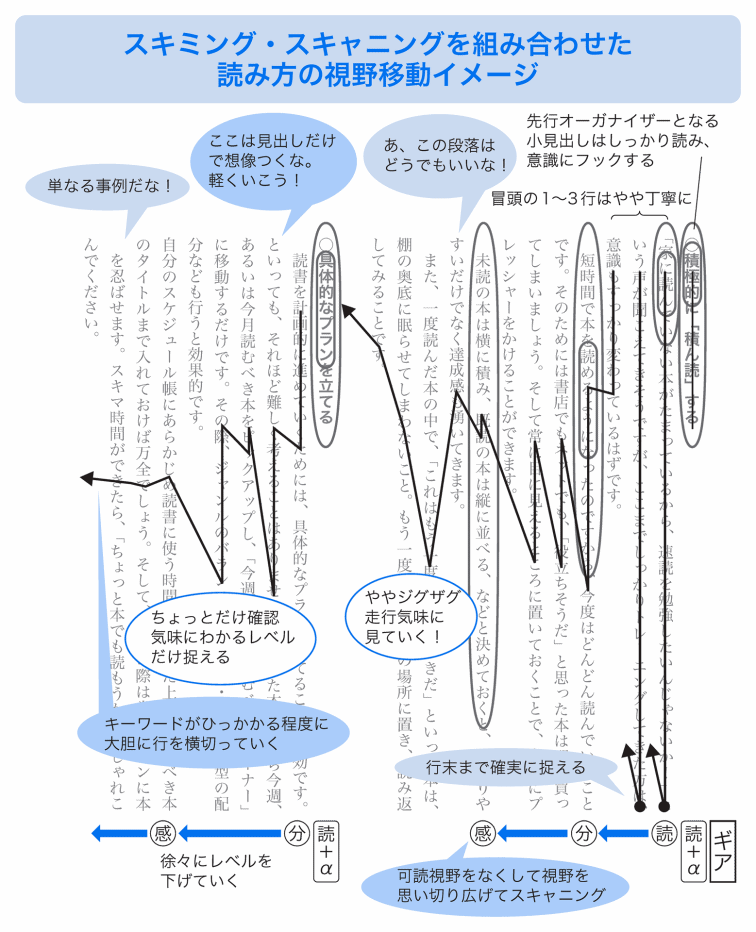 スキミング・スキャニングを組み合わせた
読み方の視野移動イメージ
先行オーガナイザーとなる
小見出しはしっかり読み、
意識にフックする
冒頭の1〜3行はやや丁寧に
あ、この段落は
どうでもいいな！
ここは見出しだけ
で想像つくな。
軽くいこう！
単なる事例だな！
○積極的に「積ん読」する
「家に読んでいない本がたまっているから、速読を勉強したいんじゃないか
いう声が聞こえてきそうですが、ここまでしっかりトレーニングしてきた方は
意識もすっかり変わっているはずです。
短時間で本を読めるようになったのですから、今度はどんどん読んでいくこと
です。そのためには書店でもネットでも、「役立ちそうだ」と思った本は買っ
てしまいましょう。そして常に目に見えるところに置いておくことで、にプ
レッシャーをかけることができます。
未読の本は横に積み、既読の本は縦に並べる、などと決めておくと、りや
すいだけでなく達成感も湧いてきます。
また、一度読んだ本の中で、「これはもう一度きだ」といっ本は、
棚の奥底に眠らせてしまわないこと。もう一度の場所に置き、読み返
してみることです。
○具体的なプランを立てる
読書を計画的に進めていくためには、具体的なプラてるこ効です。
といっても、それほど難しく考えることはありませた本ら今週、
あるいは今月読むべき本をピックアップし、「今週むナー」
に移動するだけです。その際、ジャンルのバラン・型の配
分なども行うと効果的です。
自分のスケジュール帳にあらかじめ読書に使う時間た上べき本
のタイトルまで入れておけば万全でしょう。そして、際はンに本
を忍ばせます。スキマ時間ができたら、「ちょっと本でも読もうしゃれこ
んでください。
ややジグザグ
走行気味に
見ていく！
ちょっとだけ確認
気味にわかるレベル
だけ捉える
キーワードがひっかかる程度に
大胆に行を横切っていく
行末まで確実に捉える
ギア
読+α
読
分
感
読+α
分
感
徐々にレベルを
下げていく
可読視野をなくして視野を
思い切り広げてスキャニング